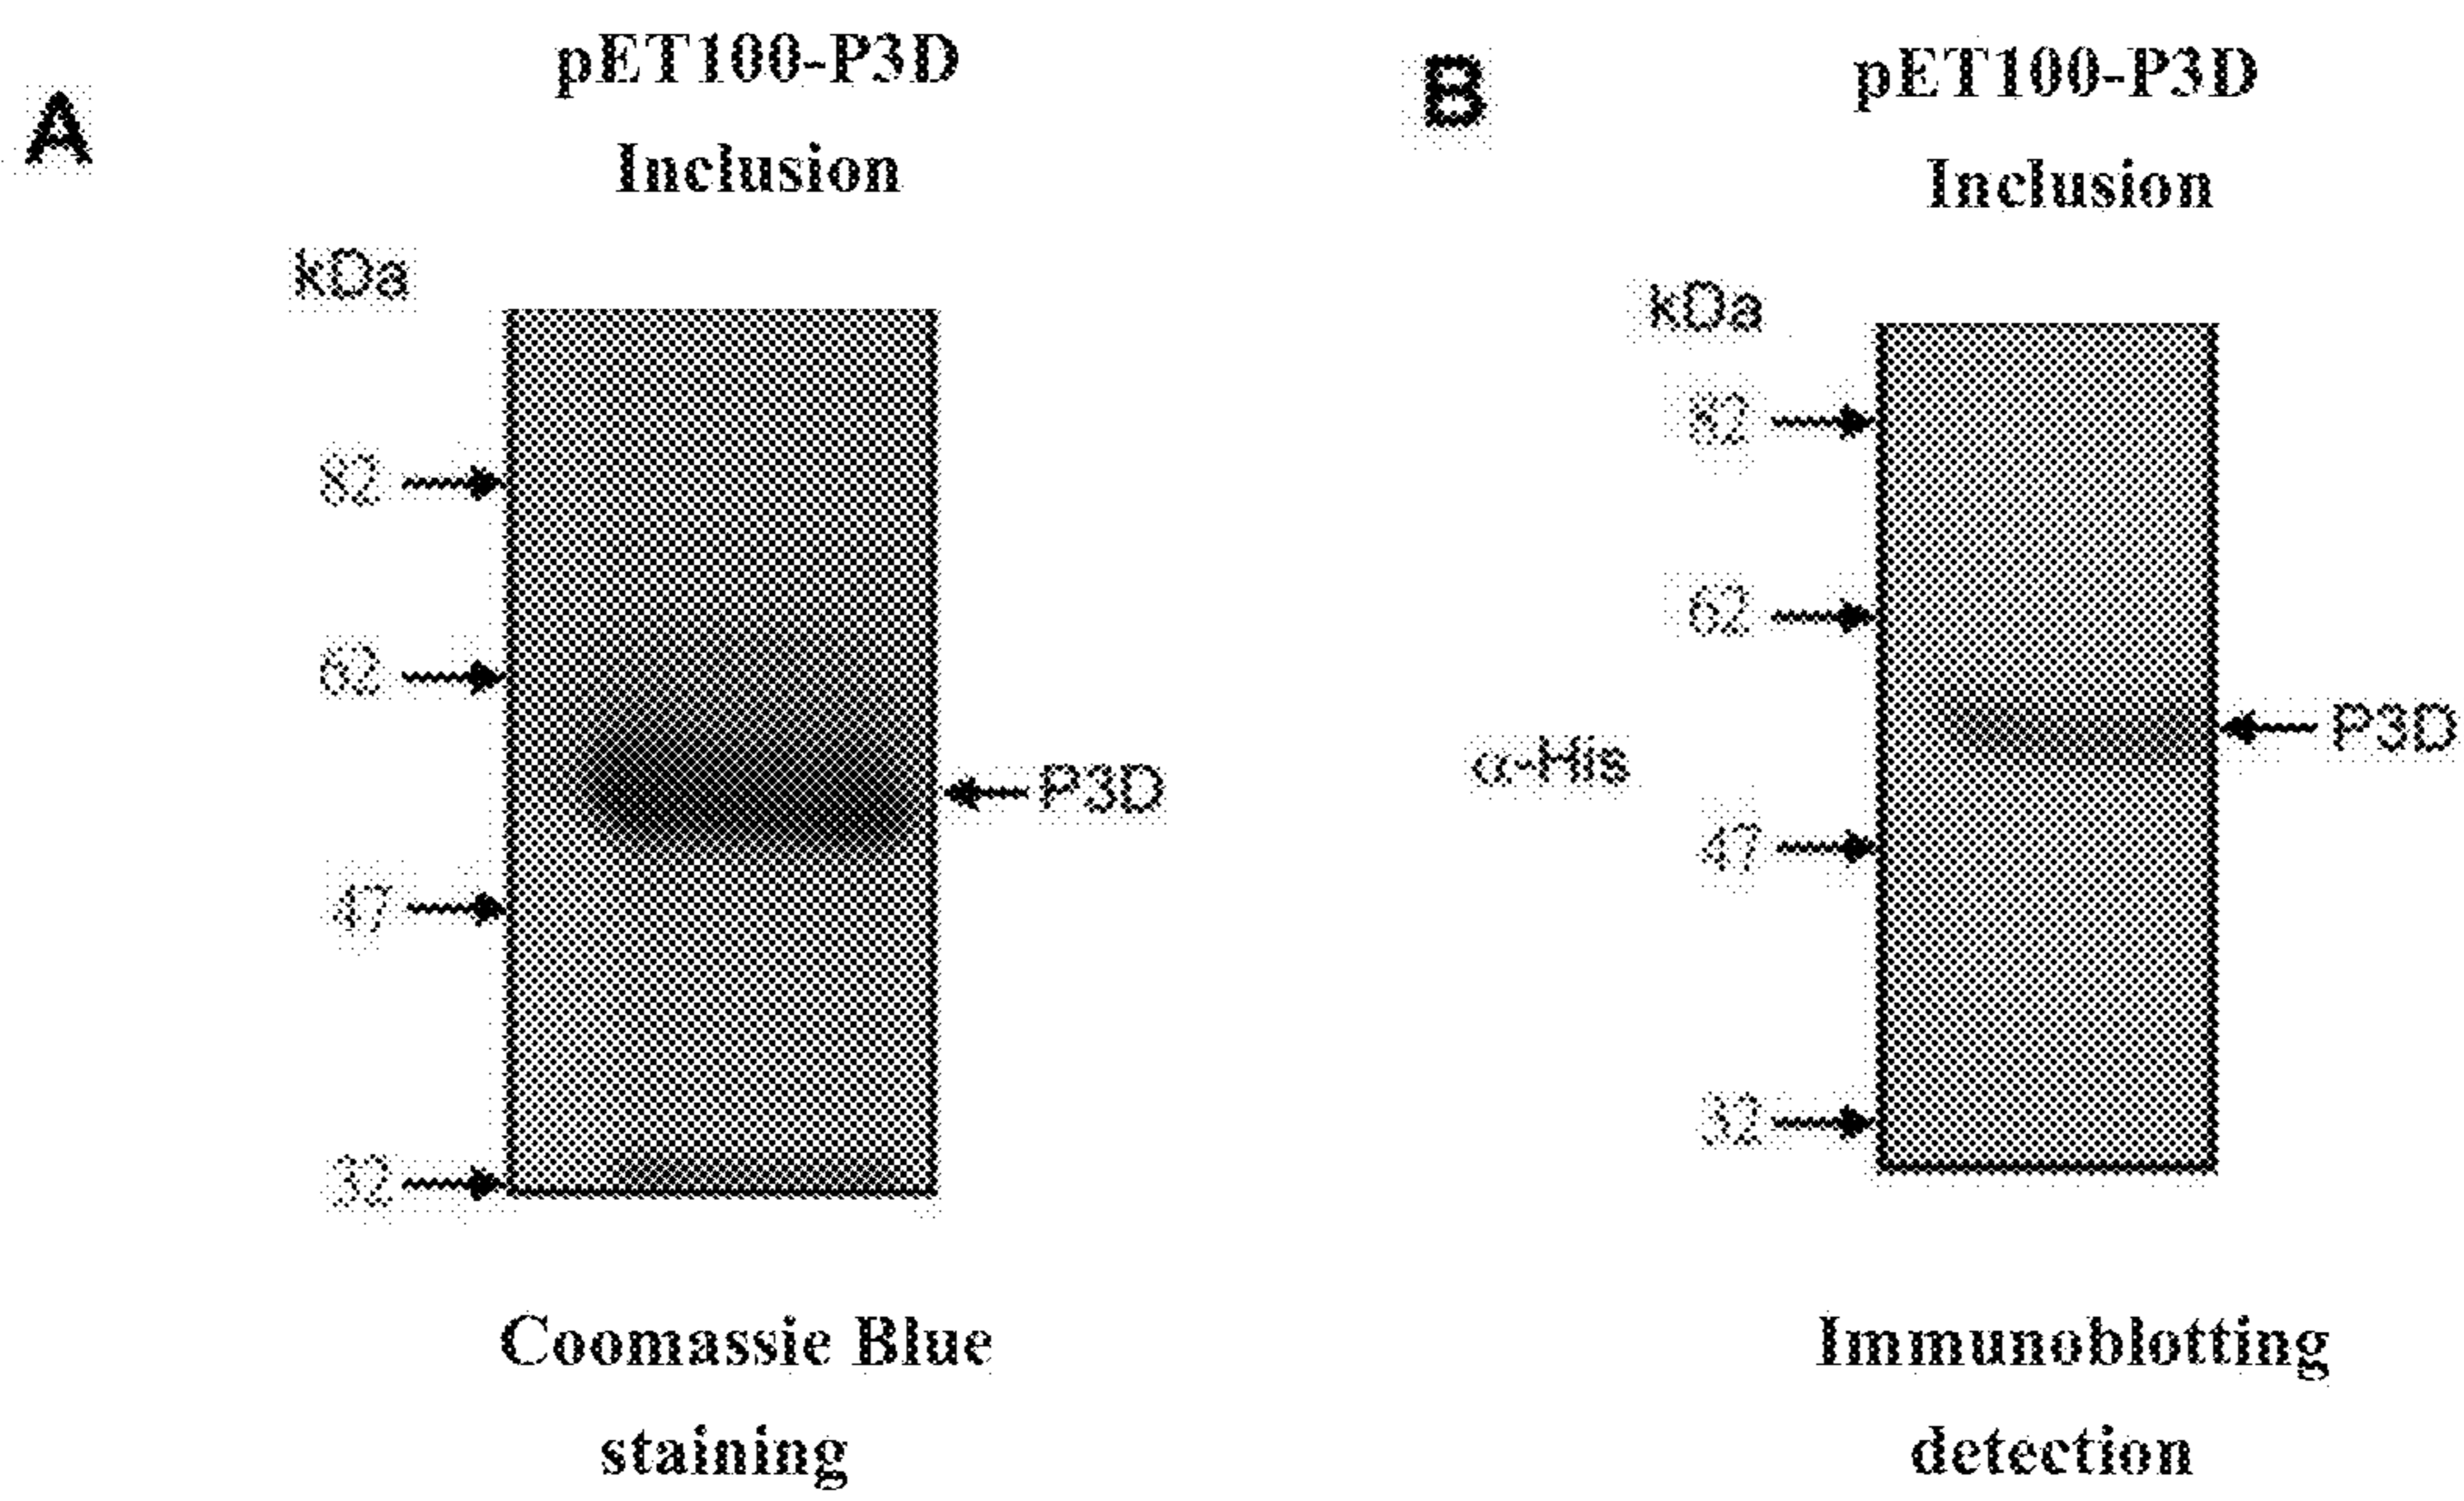 A
pET100-P3D
Inclusion
kDa
82
62
47
32
P3D
Coomassie Blue
staining
B
pET100-P3D
Inclusion
kDa
82
62
α-His
47
32
P3D
Immunoblotting
detection